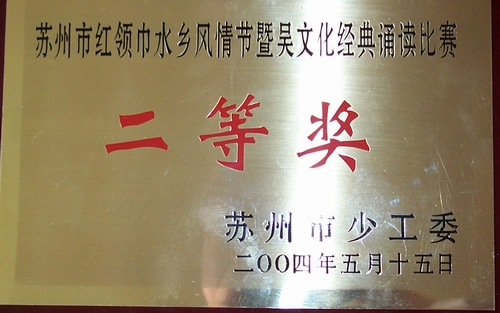 苏州市红领巾水乡风情节暨吴文化经典诵读比赛
二等奖
苏州市少工委
二〇〇四年五月十五日